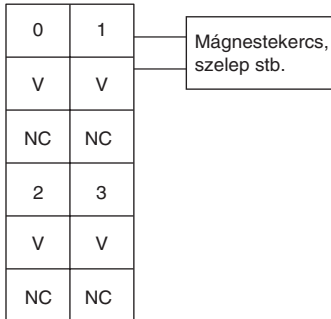 0 1
V V
NC NC
2 3
V V
NC NC
Mágnestekercs,
szelep stb.